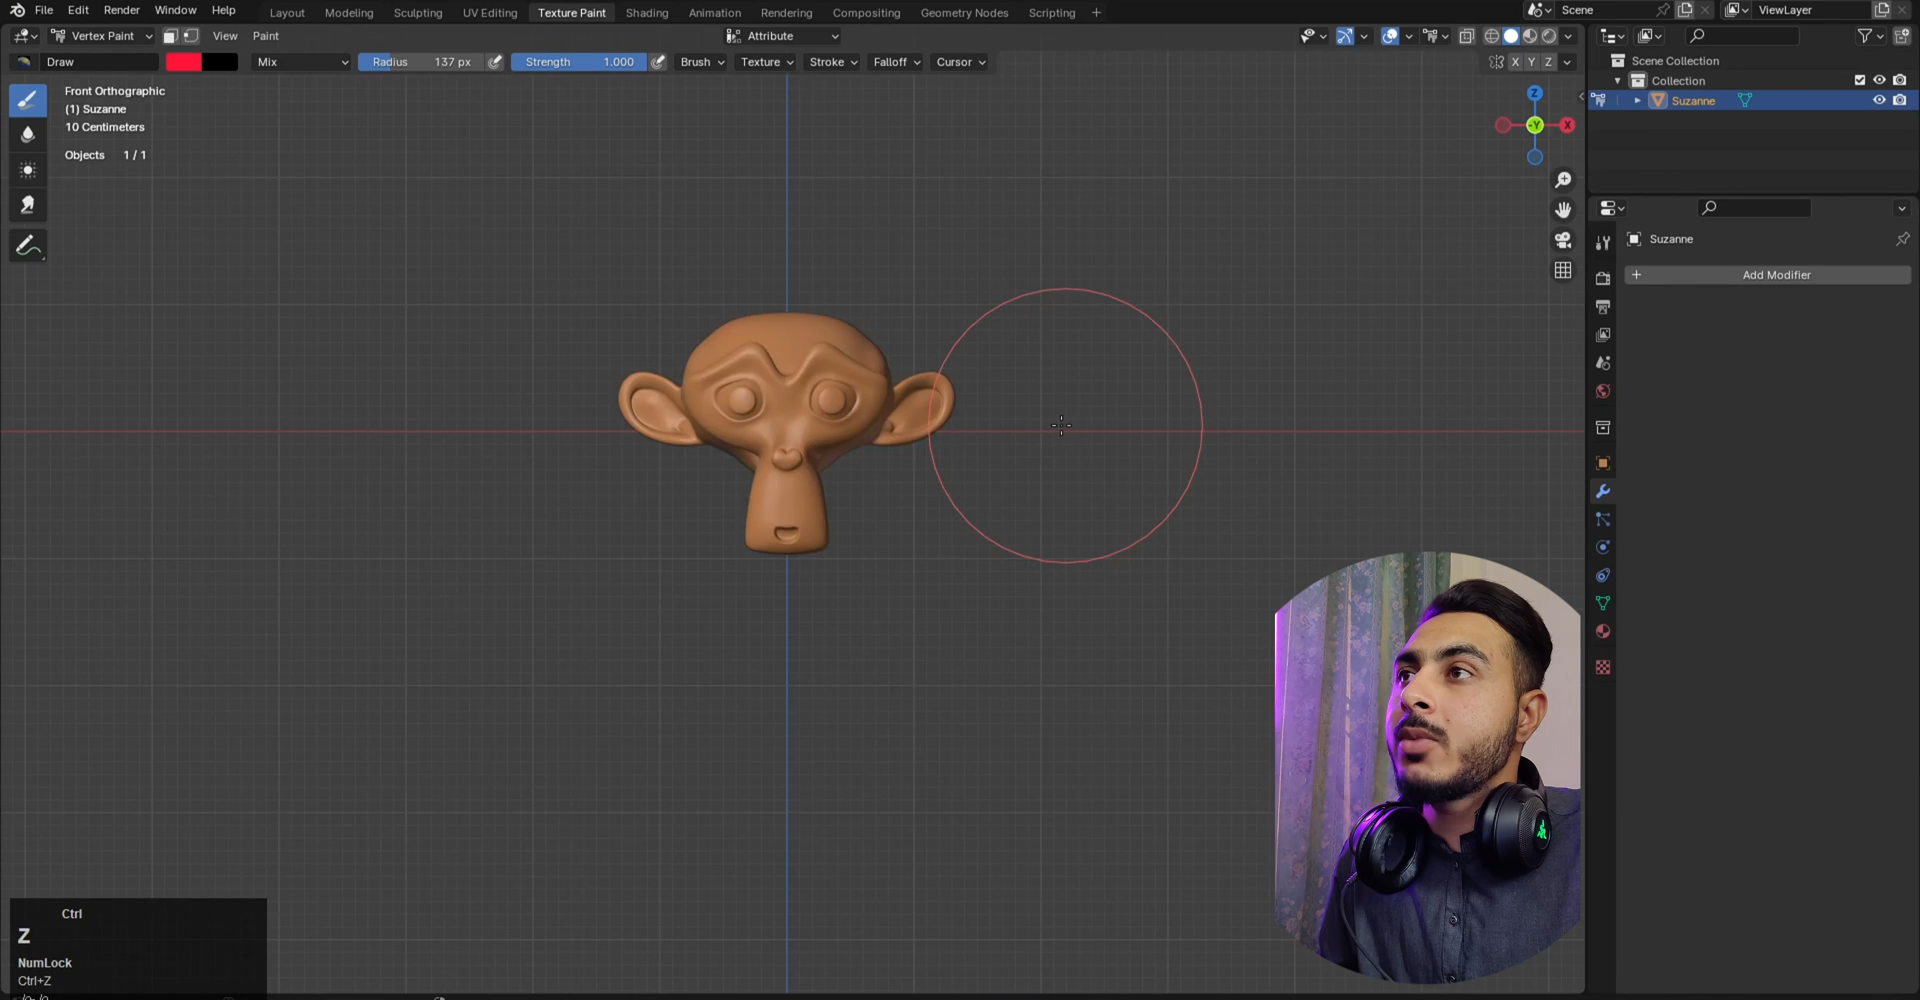 File Edit Render Window Help Layout Modeling Sculpting UV Editing Texture Paint Shading Animation Rendering Compositing Geometry Nodes Scripting + Scene ViewLayer
Vertex Paint View Paint Attribute
Draw Mix Radius 137 px Strength 1.000 Brush Texture Stroke Falloff Cursor X Y Z
Front Orthographic
(1) Suzanne
10 Centimeters
Objects 1 / 1
Z
-Y X
Scene Collection
Collection
Suzanne
Suzanne
+ Add Modifier
Ctrl
Z
NumLock
Ctrl+Z